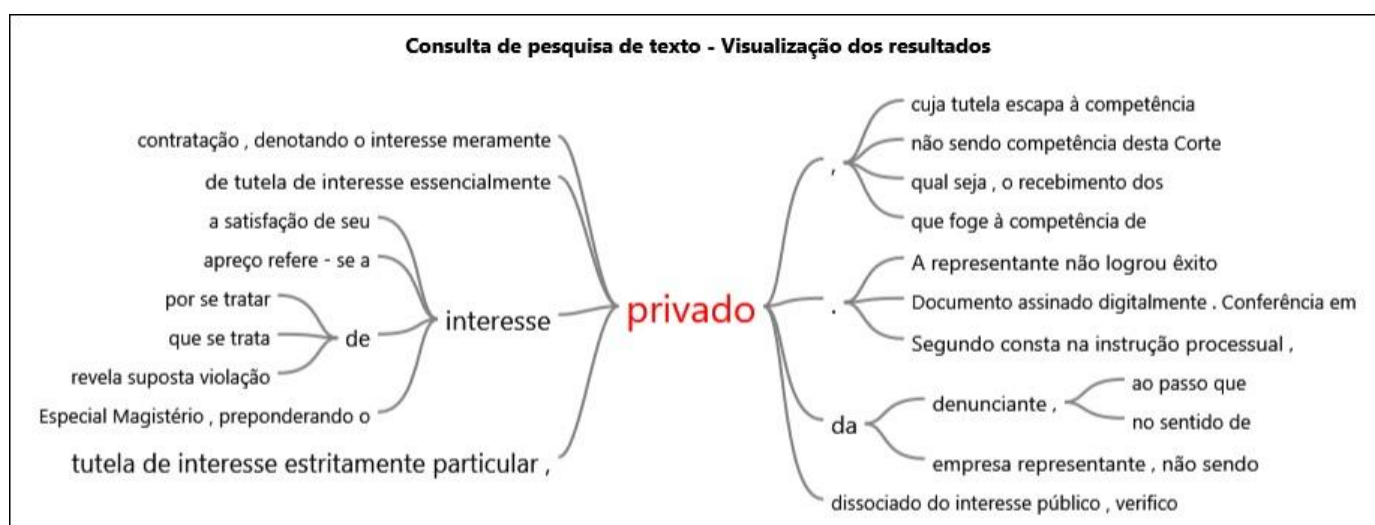 Consulta de pesquisa de texto - Visualização dos resultados
contratação , denotando o interesse meramente
de tutela de interesse essencialmente
a satisfação de seu
apreço refere - se a
por se tratar
que se trata
revela suposta violação
de
Especial Magistério , preponderando o
interesse
tutela de interesse estritamente particular ,
privado
,
cuja tutela escapa à competência
não sendo competência desta Corte
qual seja , o recebimento dos
que foge à competência de
.
A representante não logrou êxito
Documento assinado digitalmente . Conferência em
Segundo consta na instrução processual ,
da
denunciante ,
ao passo que
no sentido de
empresa representante , não sendo
dissociado do interesse público , verifico